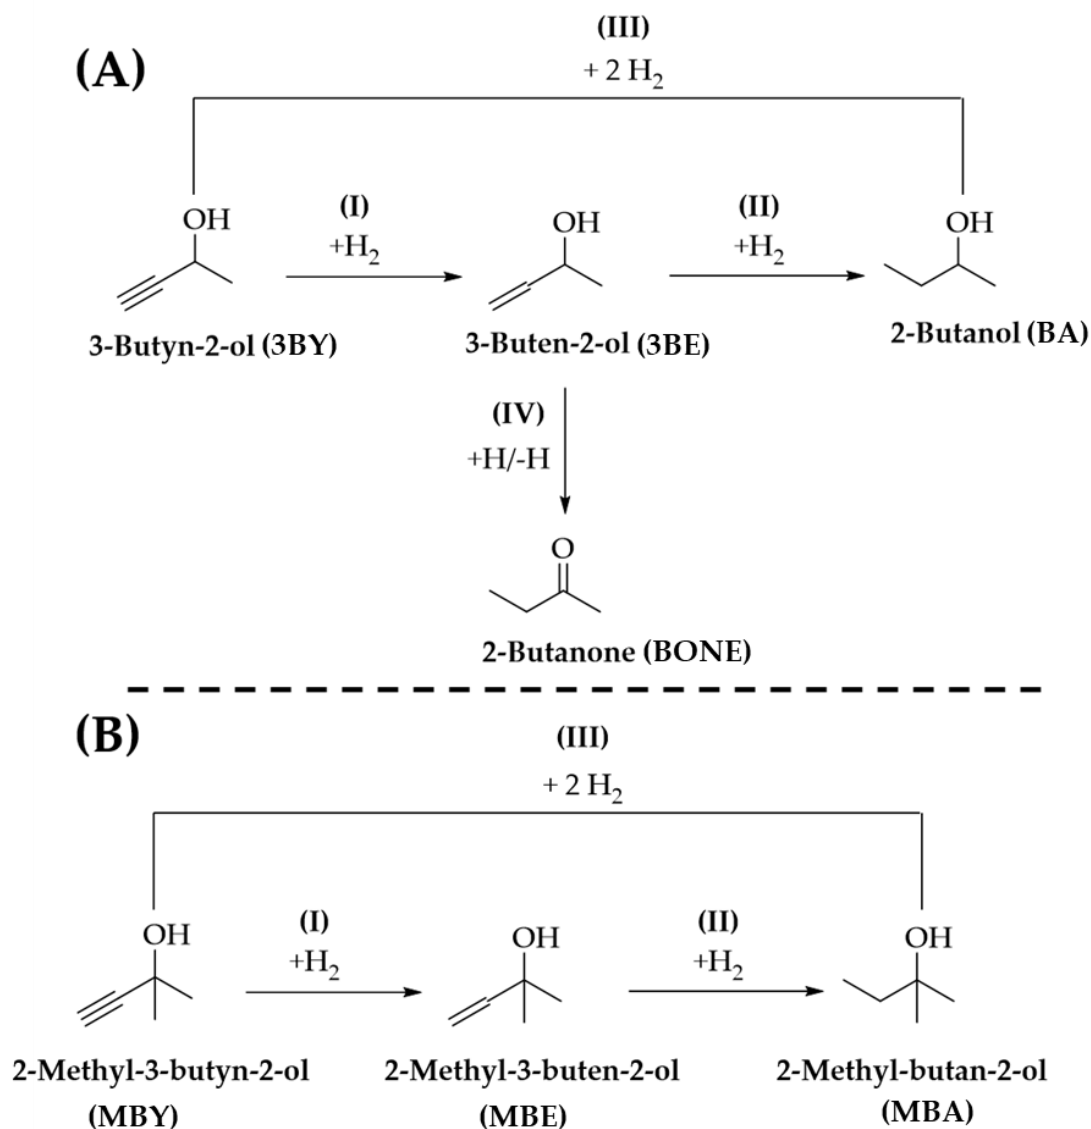 (A)
(III)
+ 2 H₂
OH
(I)
+H₂
OH
(II)
+H₂
OH
3-Butyn-2-ol (3BY)
3-Buten-2-ol (3BE)
2-Butanol (BA)
(IV)
+H/-H
O
2-Butanone (BONE)
(B)
(III)
+ 2 H₂
OH
(I)
+H₂
OH
(II)
+H₂
OH
2-Methyl-3-butyn-2-ol
(MBY)
2-Methyl-3-buten-2-ol
(MBE)
2-Methyl-butan-2-ol
(MBA)